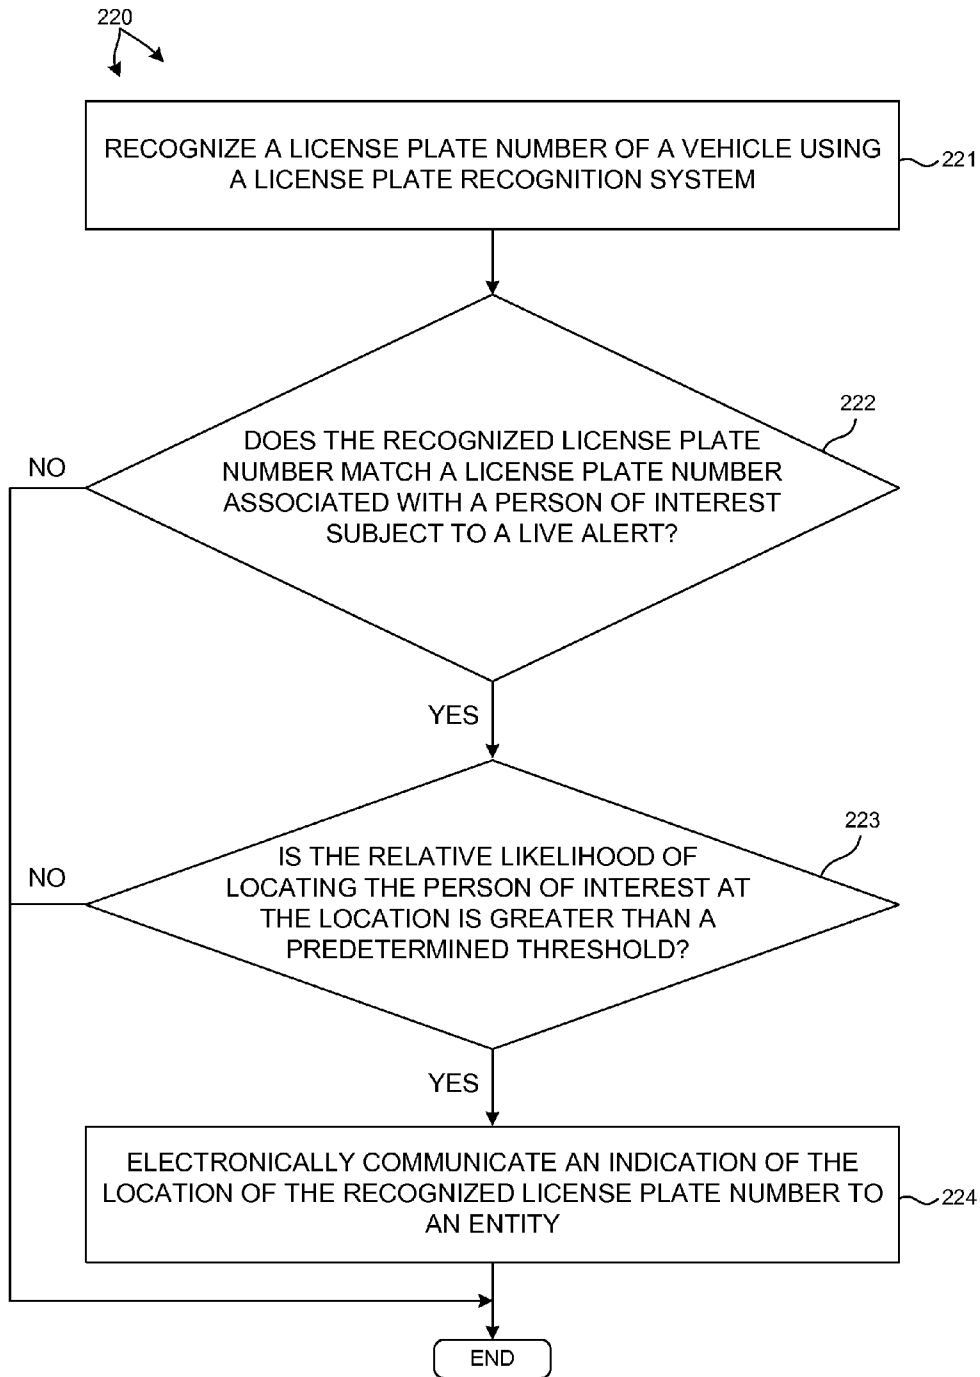 220
RECOGNIZE A LICENSE PLATE NUMBER OF A VEHICLE USING
A LICENSE PLATE RECOGNITION SYSTEM
221
222
DOES THE RECOGNIZED LICENSE PLATE
NUMBER MATCH A LICENSE PLATE NUMBER
ASSOCIATED WITH A PERSON OF INTEREST
SUBJECT TO A LIVE ALERT?
NO
YES
223
IS THE RELATIVE LIKELIHOOD OF
LOCATING THE PERSON OF INTEREST AT
THE LOCATION IS GREATER THAN A
PREDETERMINED THRESHOLD?
NO
YES
ELECTRONICALLY COMMUNICATE AN INDICATION OF THE
LOCATION OF THE RECOGNIZED LICENSE PLATE NUMBER TO
AN ENTITY
224
END